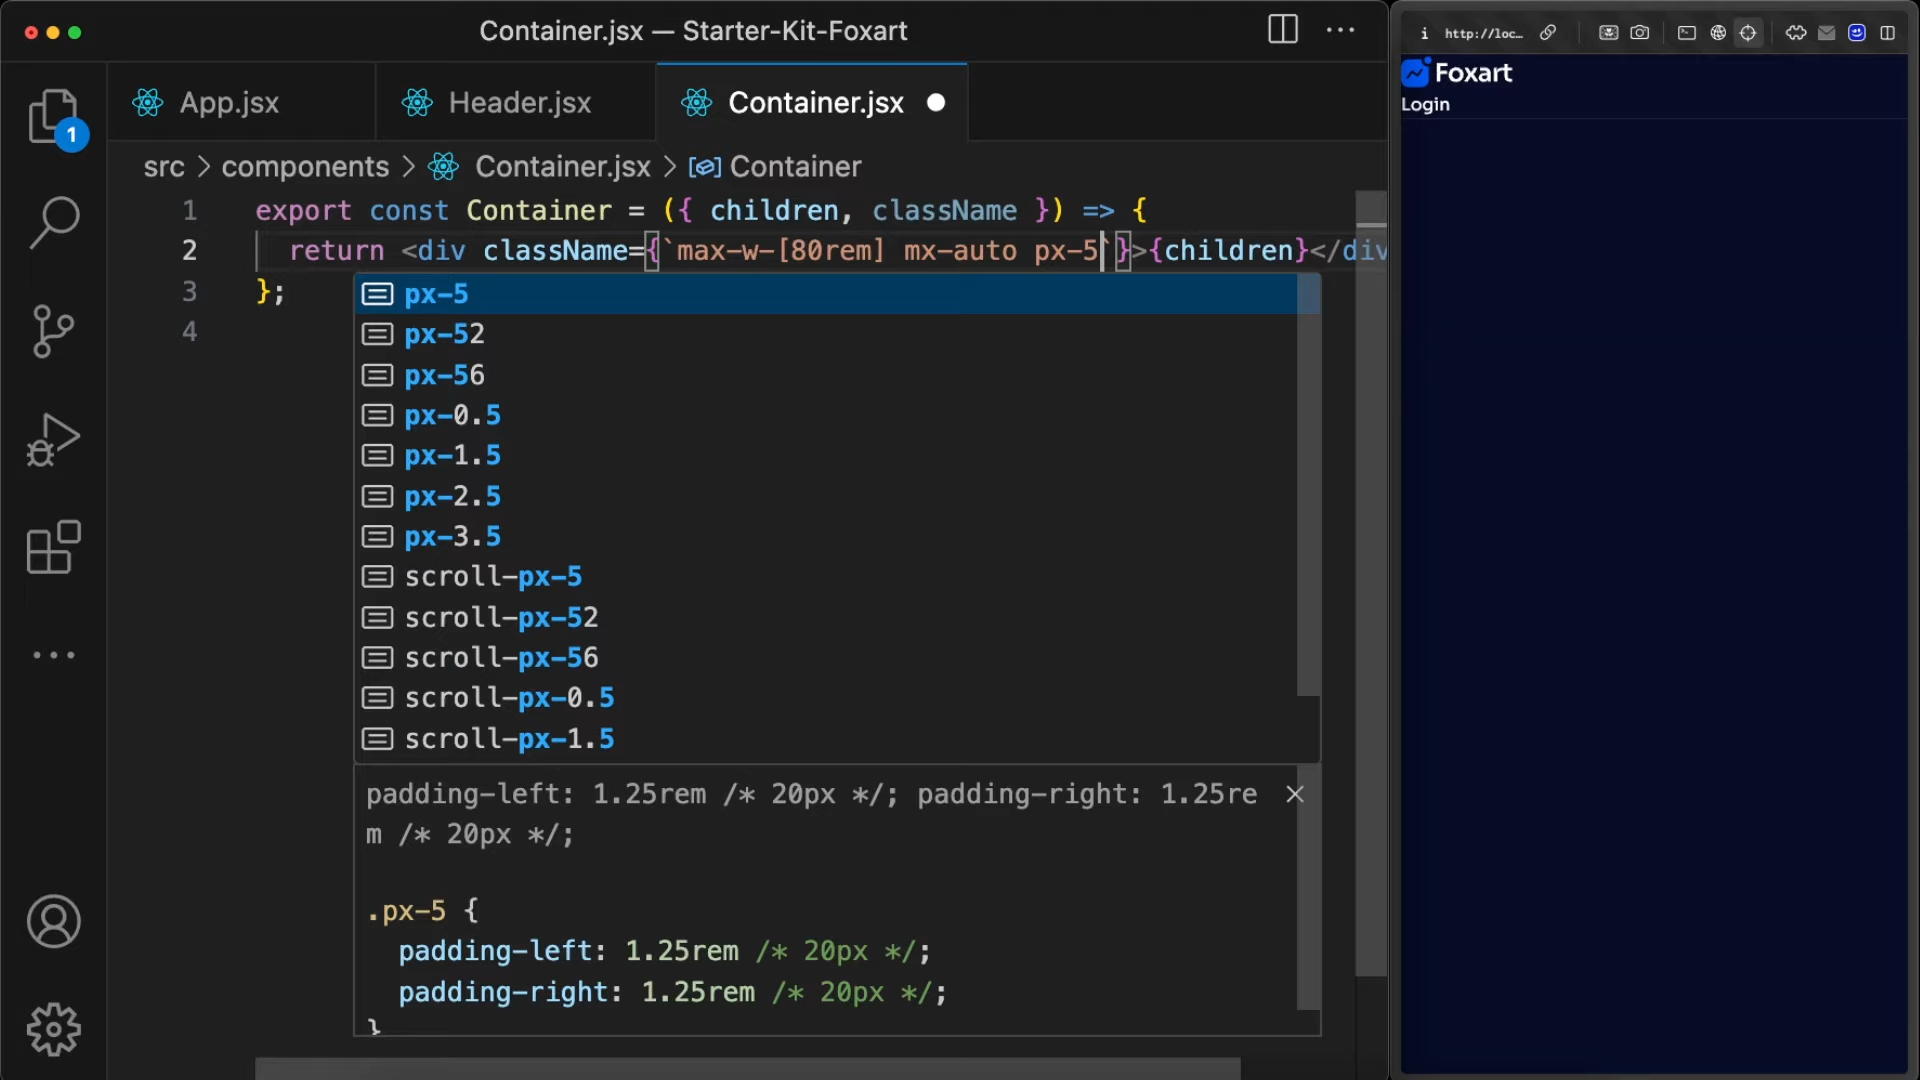 Container.jsx — Starter-Kit-Foxart
App.jsx
Header.jsx
Container.jsx
1
src > components > Container.jsx > Container
1 export const Container = ({ children, className }) => {
2 return <div className={`max-w-[80rem] mx-auto px-5`}>{children}</div
3 };
4
px-5
px-52
px-56
px-0.5
px-1.5
px-2.5
px-3.5
scroll-px-5
scroll-px-52
scroll-px-56
scroll-px-0.5
scroll-px-1.5
padding-left: 1.25rem /* 20px */; padding-right: 1.25re
m /* 20px */;
.px-5 {
padding-left: 1.25rem /* 20px */;
padding-right: 1.25rem /* 20px */;
}
http://loc…
Foxart
Login